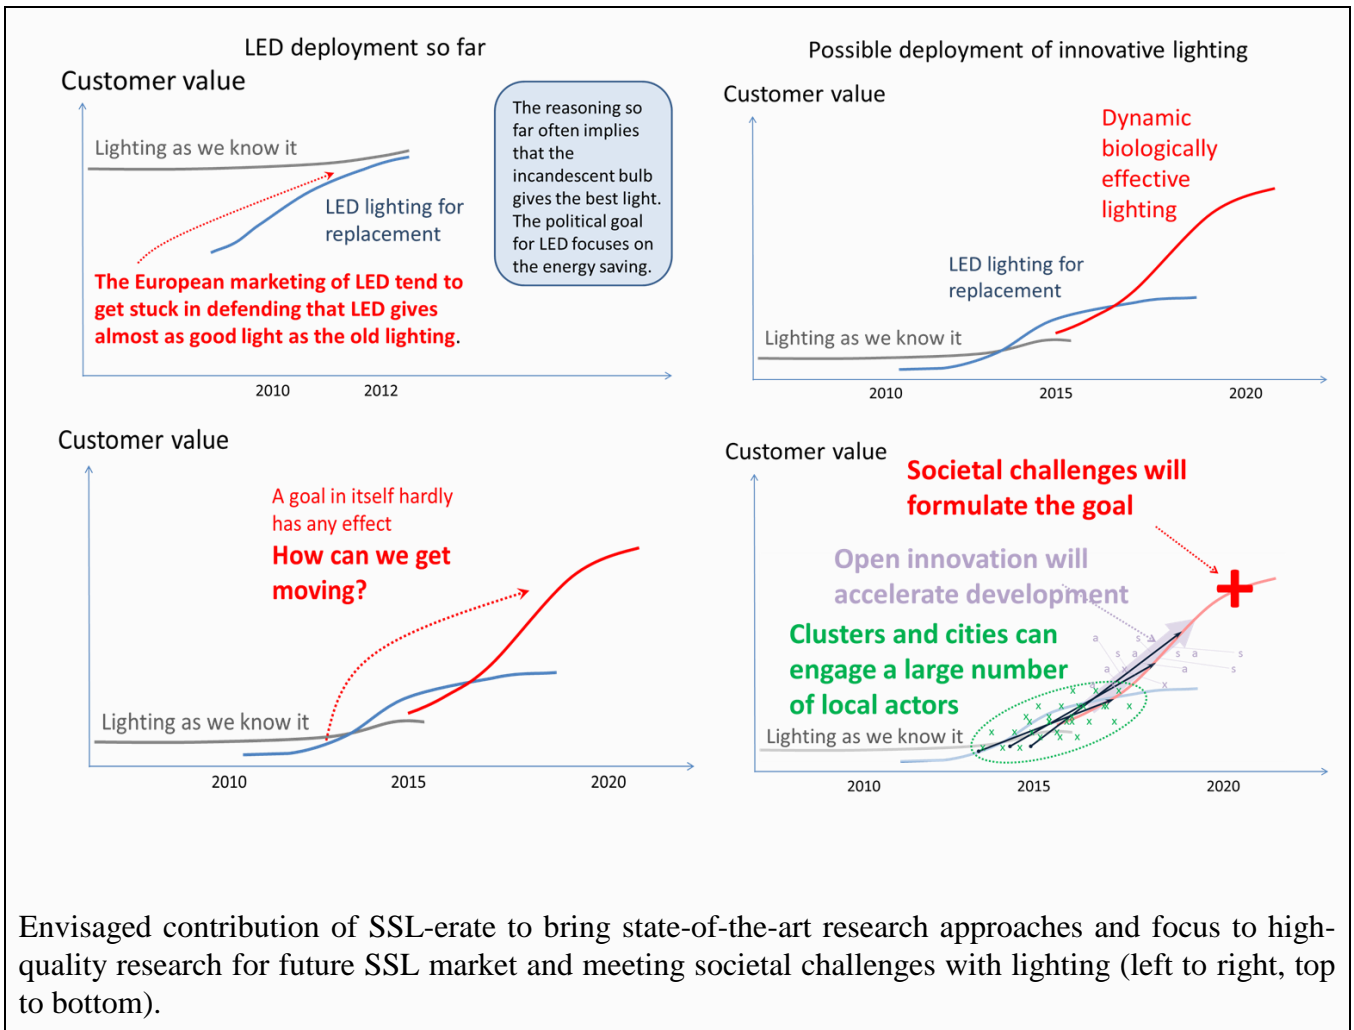 LED deployment so far
Customer value
Lighting as we know it
LED lighting for
replacement
The European marketing of LED tend to
get stuck in defending that LED gives
almost as good light as the old lighting.
2010
2012
The reasoning so
far often implies
that the
incandescent bulb
gives the best light.
The political goal
for LED focuses on
the energy saving.
Possible deployment of innovative lighting
Customer value
Dynamic
biologically
effective
lighting
LED lighting for
replacement
Lighting as we know it
2010
2015
2020
Customer value
A goal in itself hardly
has any effect
How can we get
moving?
Lighting as we know it
2010
2015
2020
Customer value
Societal challenges will
formulate the goal
Open innovation will
accelerate development
Clusters and cities can
engage a large number
of local actors
Lighting as we know it
2010
2015
2020
Envisaged contribution of SSL-erate to bring state-of-the-art research approaches and focus to high-
quality research for future SSL market and meeting societal challenges with lighting (left to right, top
to bottom).